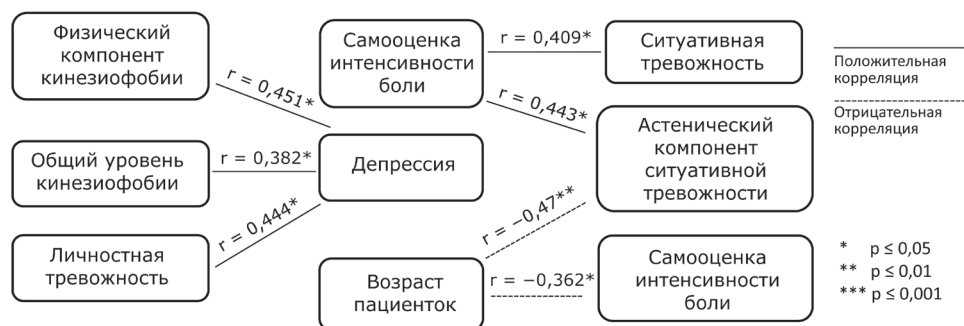 Физический
компонент
кинезиофобии
r = 0,451*
Общий уровень
кинезиофобии
r = 0,382*
Личностная
тревожность
r = 0,444*
Самооценка
интенсивности
боли
Депрессия
Возраст
пациенток
r = 0,409*
r = 0,443*
r = −0,47**
r = −0,362*
Ситуативная
тревожность
Астенический
компонент
ситуативной
тревожности
Самооценка
интенсивности
боли
Положительная
корреляция
Отрицательная
корреляция
* p ≤ 0,05
** p ≤ 0,01
*** p ≤ 0,001